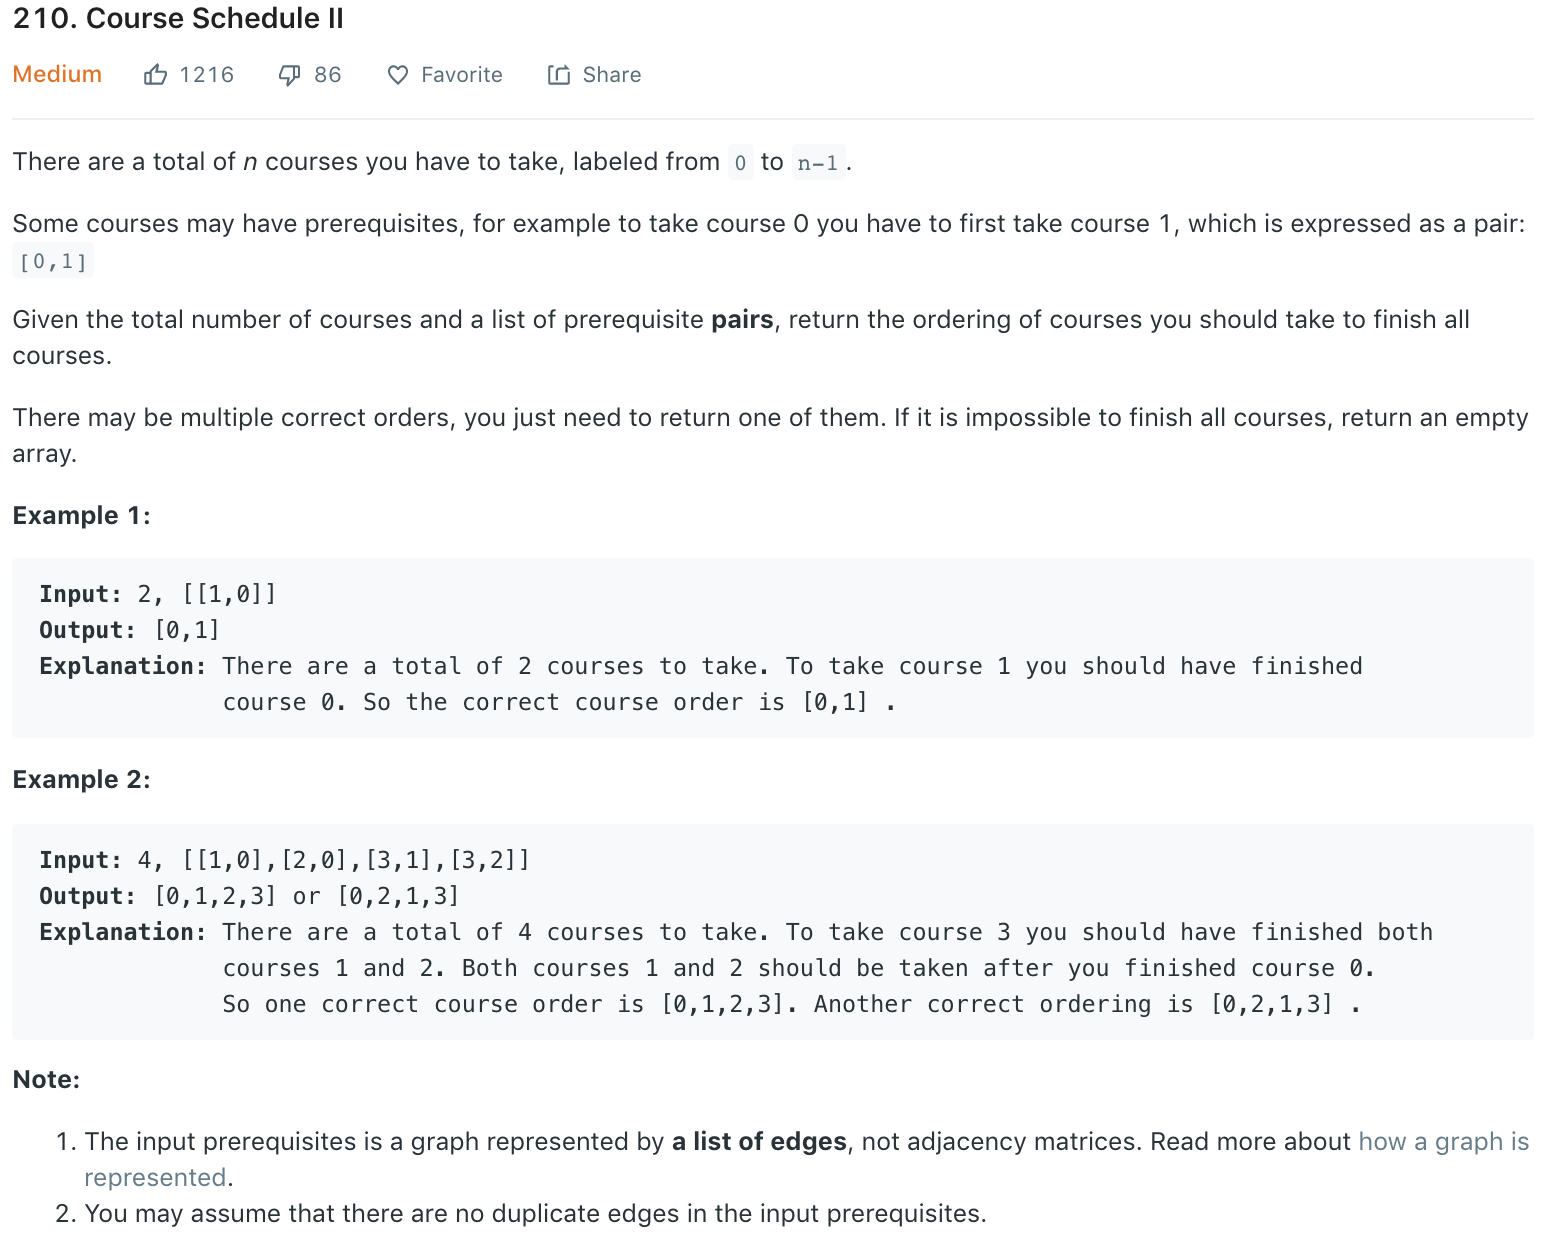 210. Course Schedule II
Medium 1216 86 Favorite Share
There are a total of n courses you have to take, labeled from 0 to n-1.
Some courses may have prerequisites, for example to take course 0 you have to first take course 1, which is expressed as a pair:
[0,1]
Given the total number of courses and a list of prerequisite pairs, return the ordering of courses you should take to finish all
courses.
There may be multiple correct orders, you just need to return one of them. If it is impossible to finish all courses, return an empty
array.
Example 1:
Input: 2, [[1,0]]
Output: [0,1]
Explanation: There are a total of 2 courses to take. To take course 1 you should have finished
course 0. So the correct course order is [0,1] .
Example 2:
Input: 4, [[1,0],[2,0],[3,1],[3,2]]
Output: [0,1,2,3] or [0,2,1,3]
Explanation: There are a total of 4 courses to take. To take course 3 you should have finished both
courses 1 and 2. Both courses 1 and 2 should be taken after you finished course 0.
So one correct course order is [0,1,2,3]. Another correct ordering is [0,2,1,3] .
Note:
1. The input prerequisites is a graph represented by a list of edges, not adjacency matrices. Read more about how a graph is
represented.
2. You may assume that there are no duplicate edges in the input prerequisites.